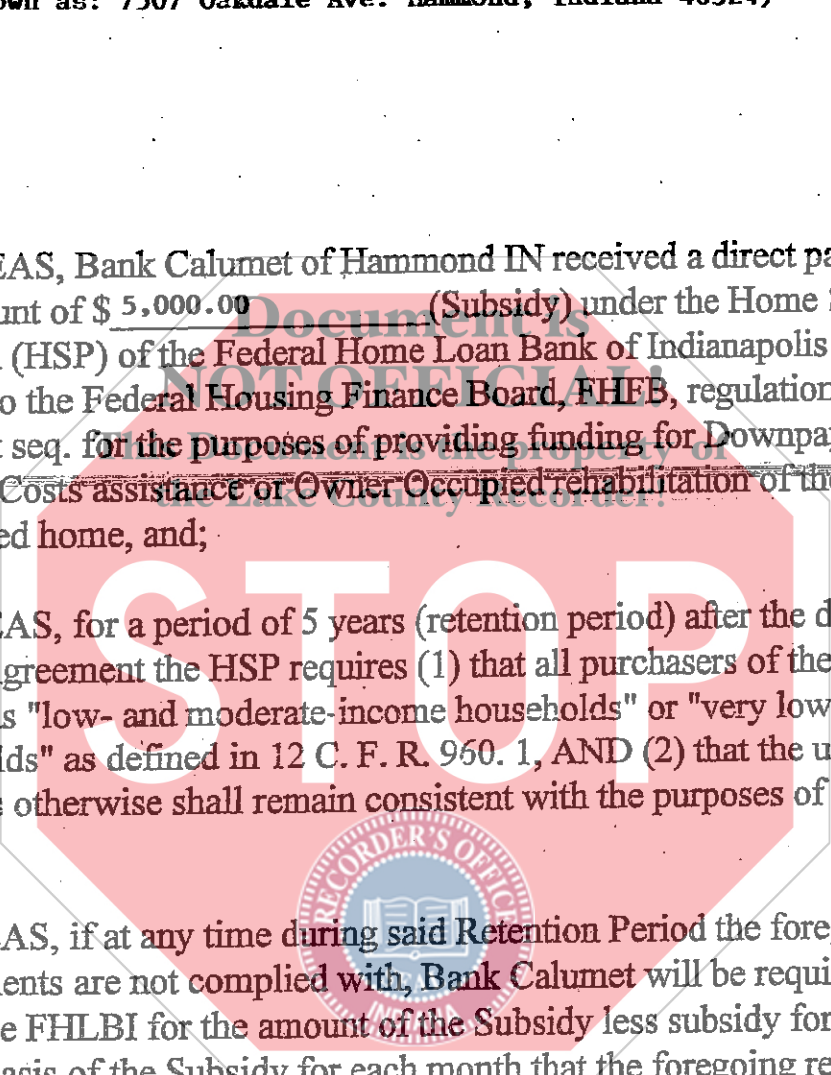 own as: 7507 Oakdale Ave. Hammond, Indiana 46324)
EAS, Bank Calumet of Hammond IN received a direct pa
unt of $ 5,000.00 (Subsidy) under the Home
(HSP) of the Federal Home Loan Bank of Indianapolis
o the Federal Housing Finance Board, FHFB, regulation
t seq. for the purposes of providing funding for Downpa
Costs assistance or Owner Occupied rehabilitation of the
ed home, and;
Document is
NOT OFFICIAL!
This Document is the property of
the Lake County Recorder!
STOP
EAS, for a period of 5 years (retention period) after the d
greement the HSP requires (1) that all purchasers of the
s "low- and moderate-income households" or "very low
lds" as defined in 12 C. F. R. 960. 1, AND (2) that the u
e otherwise shall remain consistent with the purposes of
RECORDER'S OFFICE
EAS, if at any time during said Retention Period the fore
ents are not complied with, Bank Calumet will be requi
e FHLBI for the amount of the Subsidy less subsidy for
asis of the Subsidy for each month that the foregoing re